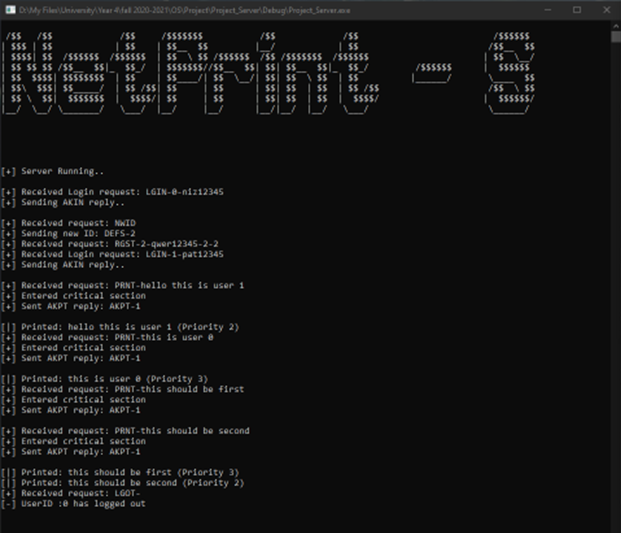 D:\My Files\University\Year 4\fall 2020-2021\OS\Project\Project_Server\Debug\Project_Server.exe
NetPrint - S
[+] Server Running..
[+] Received Login request: LGIN-0-niz12345
[+] Sending AKIN reply..
[+] Received request: NWID
[+] Sending new ID: DEFS-2
[+] Received request: RGST-2-qwer12345-2-2
[+] Received Login request: LGIN-1-pat12345
[+] Sending AKIN reply..
[+] Received request: PRNT-hello this is user 1
[+] Entered critical section
[+] Sent AKPT reply: AKPT-1
[|] Printed: hello this is user 1 (Priority 2)
[+] Received request: PRNT-this is user 0
[+] Entered critical section
[+] Sent AKPT reply: AKPT-1
[|] Printed: this is user 0 (Priority 3)
[+] Received request: PRNT-this should be first
[+] Entered critical section
[+] Sent AKPT reply: AKPT-1
[+] Received request: PRNT-this should be second
[+] Entered critical section
[+] Sent AKPT reply: AKPT-1
[|] Printed: this should be first (Priority 3)
[|] Printed: this should be second (Priority 2)
[+] Received request: LGOT-
[-] UserID :0 has logged out